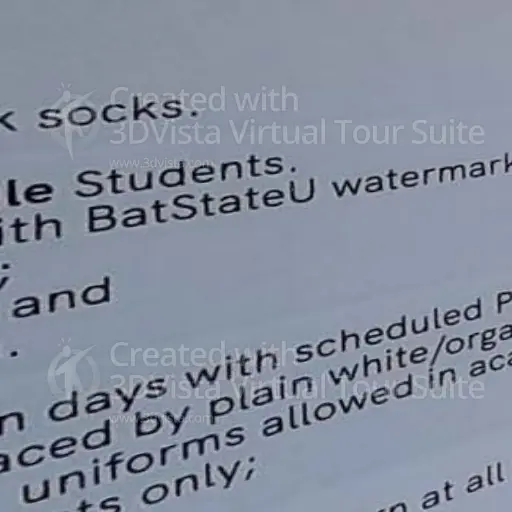 Created with
k socks.
3DVista Virtual Tour Suite
www.3dvista.com
le Students.
ith BatStateU watermark
and
.
Created with
n days with scheduled P
3DVista Virtual Tour Suite
www.3dvista.com
aced by plain white/orga
uniforms allowed in aca
ts only;
n at all